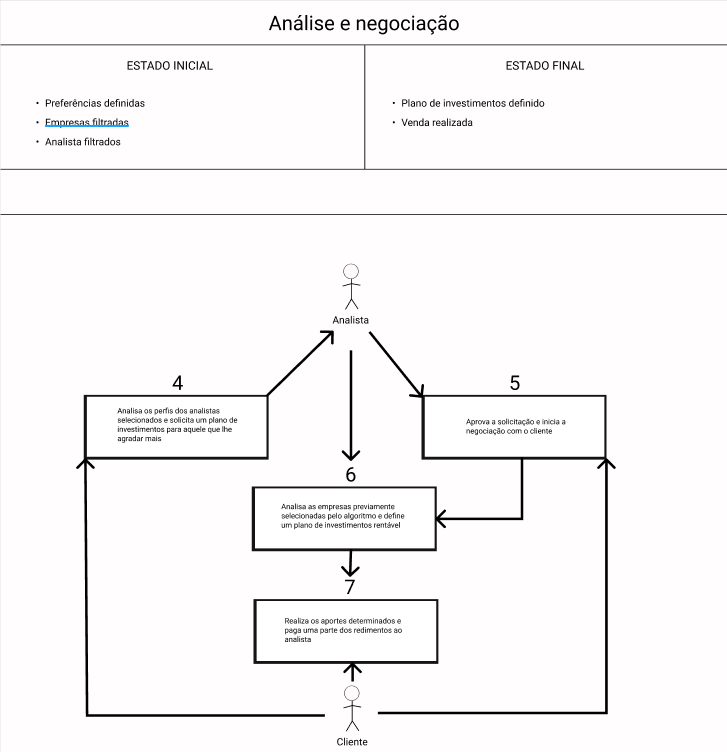 Análise e negociação
ESTADO INICIAL
• Preferências definidas
• Empresas filtradas
• Analista filtrados
ESTADO FINAL
• Plano de investimentos definido
• Venda realizada
Analista
4
Analisa os perfis dos analistas
selecionados e solicita um plano de
investimentos para aquele que lhe
agradar mais
5
Aprova a solicitação e inicia a
negociação com o cliente
6
Analisa as empresas previamente
selecionadas pelo algoritmo e define
um plano de investimentos rentável
7
Realiza os aportes determinados e
paga uma parte dos redimentos ao
analista
Cliente